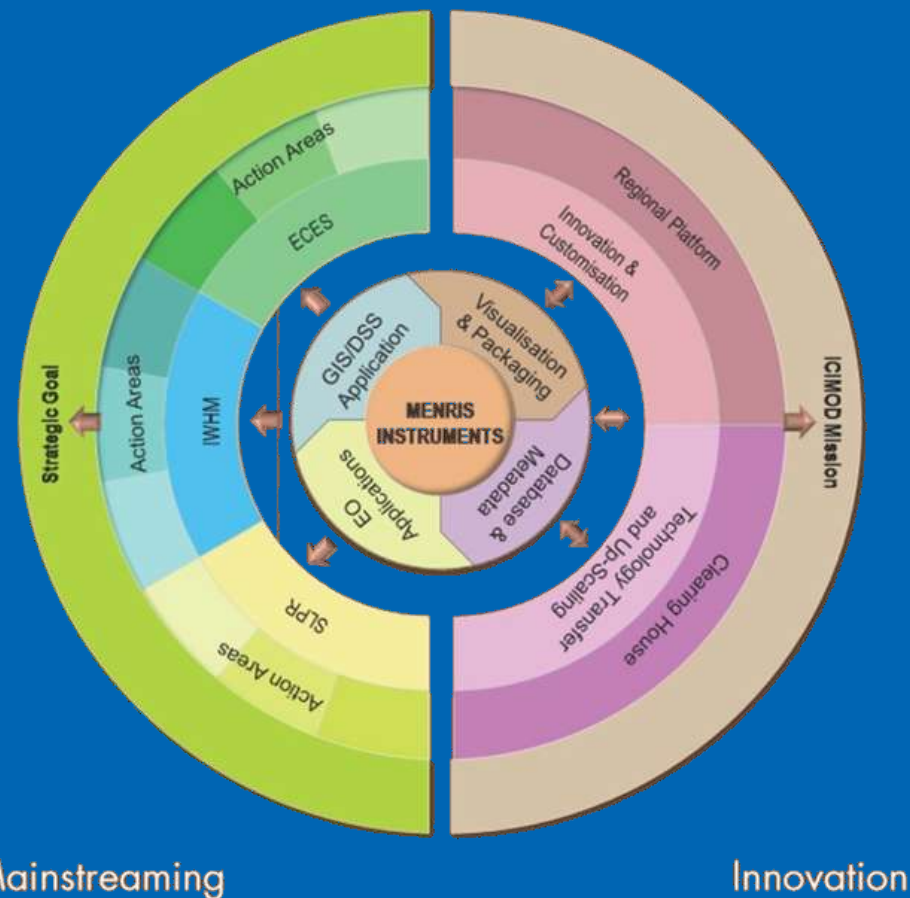 Action Areas
ECES
Regional Platform
Innovation &
Customisation
GIS/DSS
Application
Visualisation
& Packaging
Strategic Goal
Action Areas
IWHM
MENRIS
INSTRUMENTS
ICIMOD Mission
EO
Applications
Database &
Metadata
Technology Transfer
and Up-Scaling
Clearing House
SLPR
Action Areas
Mainstreaming
Innovation